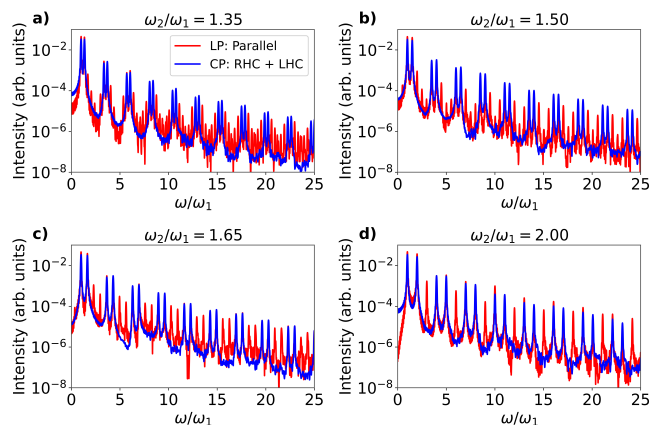 a) ω₂/ω₁ = 1.35
Intensity (arb. units)
10⁻²
10⁻⁴
10⁻⁶
10⁻⁸
LP: Parallel
CP: RHC + LHC
0 5 10 15 20 25
ω/ω₁
b) ω₂/ω₁ = 1.50
Intensity (arb. units)
10⁻²
10⁻⁴
10⁻⁶
10⁻⁸
0 5 10 15 20 25
ω/ω₁
c) ω₂/ω₁ = 1.65
Intensity (arb. units)
10⁻²
10⁻⁴
10⁻⁶
10⁻⁸
0 5 10 15 20 25
ω/ω₁
d) ω₂/ω₁ = 2.00
Intensity (arb. units)
10⁻²
10⁻⁴
10⁻⁶
10⁻⁸
0 5 10 15 20 25
ω/ω₁